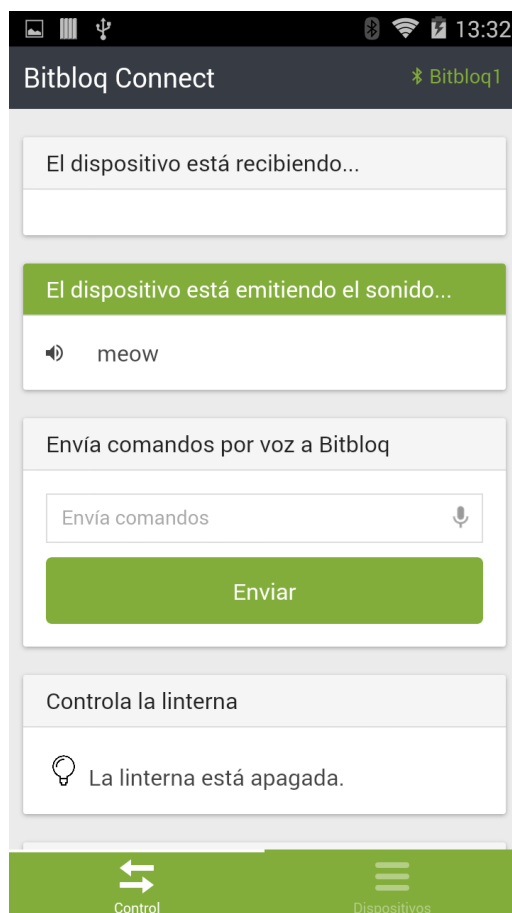 13:32
Bitbloq Connect
Bitbloq1
El dispositivo está recibiendo...
El dispositivo está emitiendo el sonido...
meow
Envía comandos por voz a Bitbloq
Envía comandos
Enviar
Controla la linterna
La linterna está apagada.
Control
Dispositivos